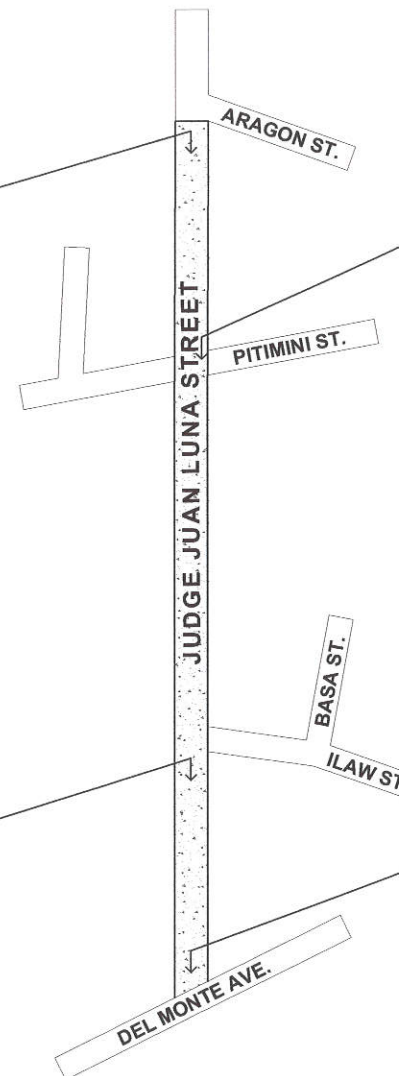 ARAGON ST.
JUDGE JUAN LUNA STREET
PITIMINI ST.
BASA ST.
ILAW ST
DEL MONTE AVE.